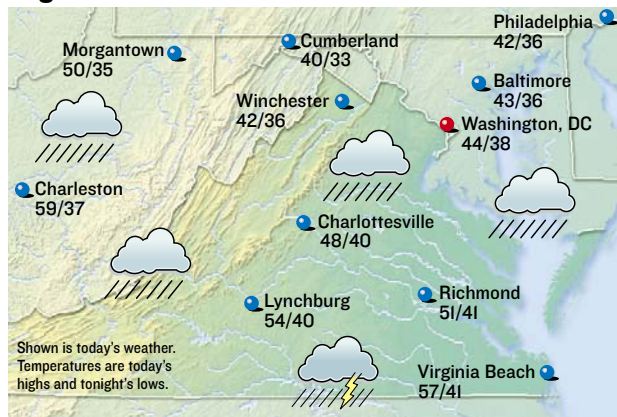 Philadelphia
42/36
Morgantown
50/35
Cumberland
40/33
Baltimore
43/36
Winchester
42/36
Washington, DC
44/38
Charleston
59/37
Charlottesville
48/40
Lynchburg
54/40
Richmond
51/41
Shown is today's weather.
Temperatures are today's
highs and tonight's lows.
Virginia Beach
57/41